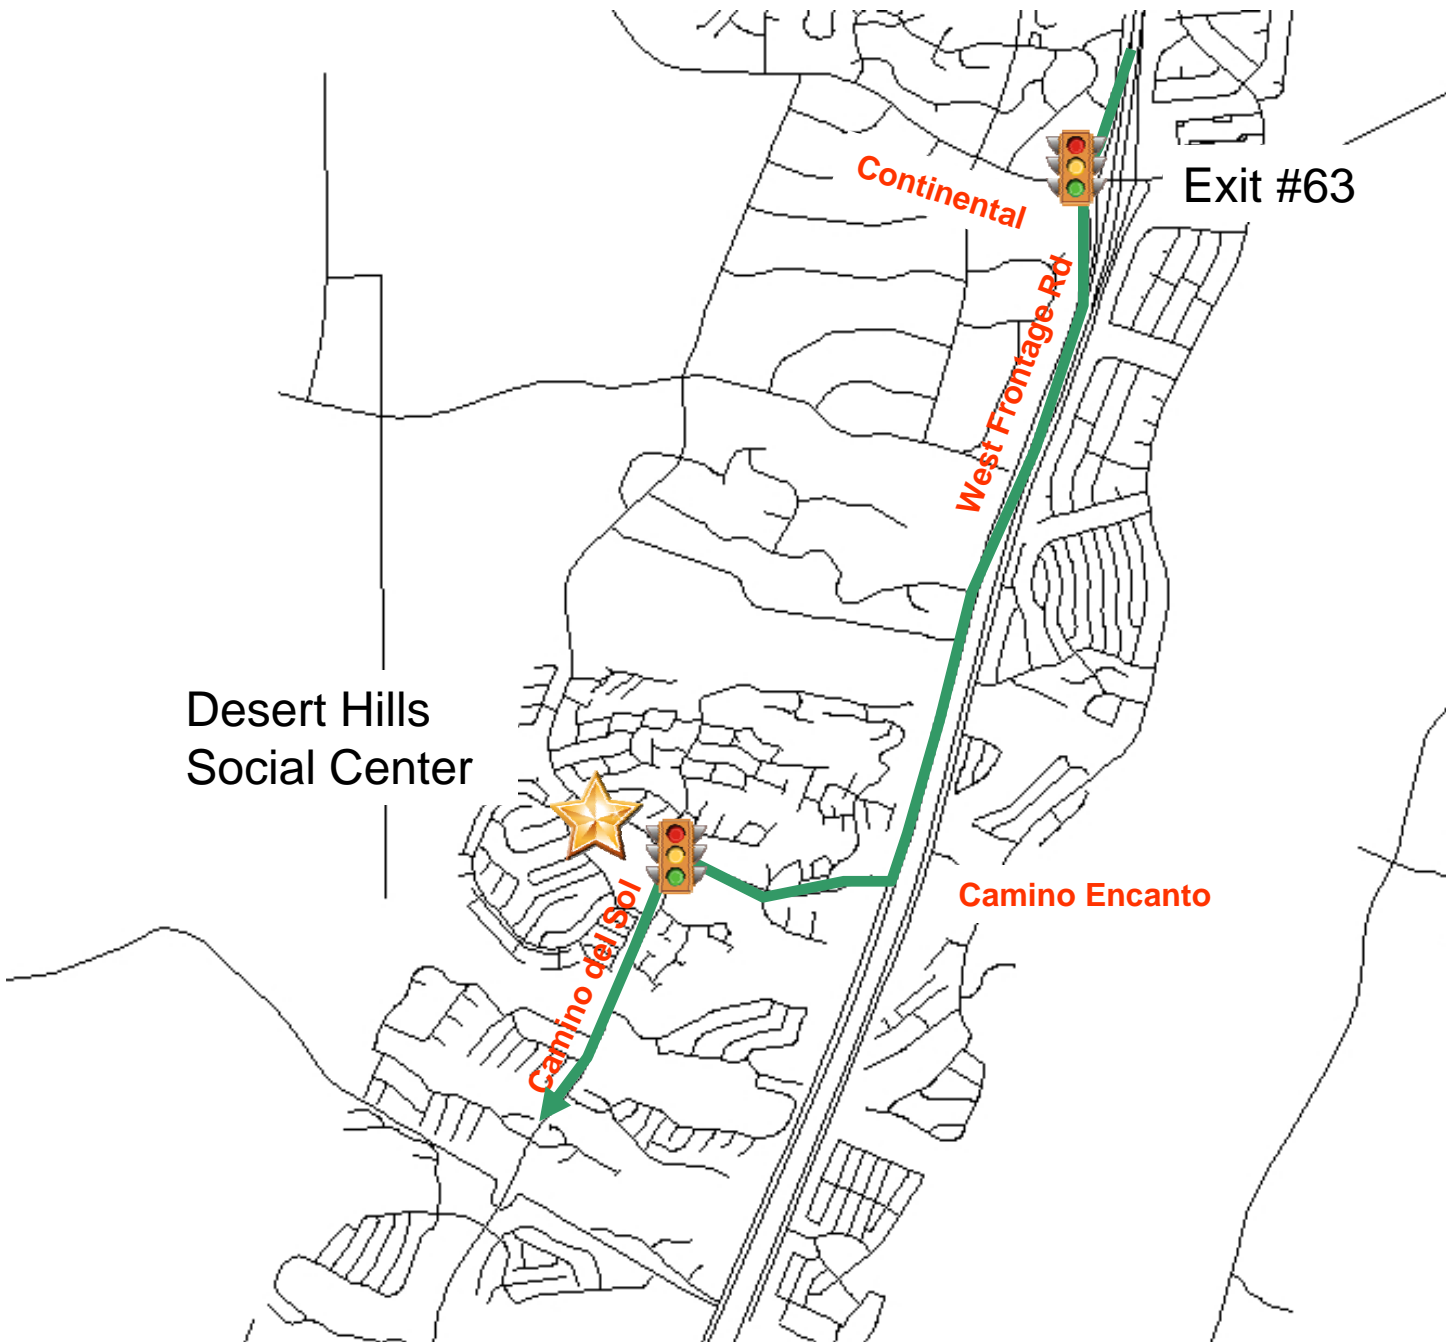 Continental
Exit #63
West Frontage Rd
Desert Hills
Social Center
Camino Encanto
Camino del Sol